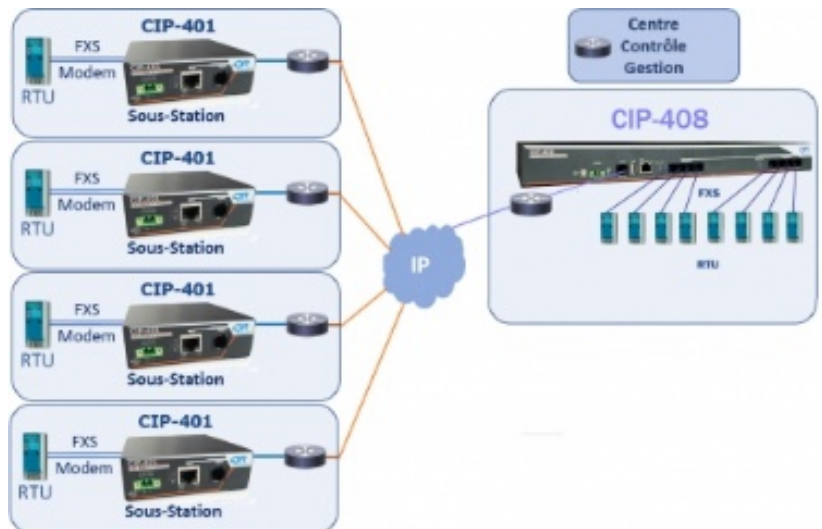 CIP-401
FXS
Modem
RTU
Sous-Station
CIP-401
FXS
Modem
RTU
Sous-Station
CIP-401
FXS
Modem
RTU
Sous-Station
CIP-401
FXS
Modem
RTU
Sous-Station
IP
Centre
Contrôle
Gestion
CIP-408
FXS
RTU